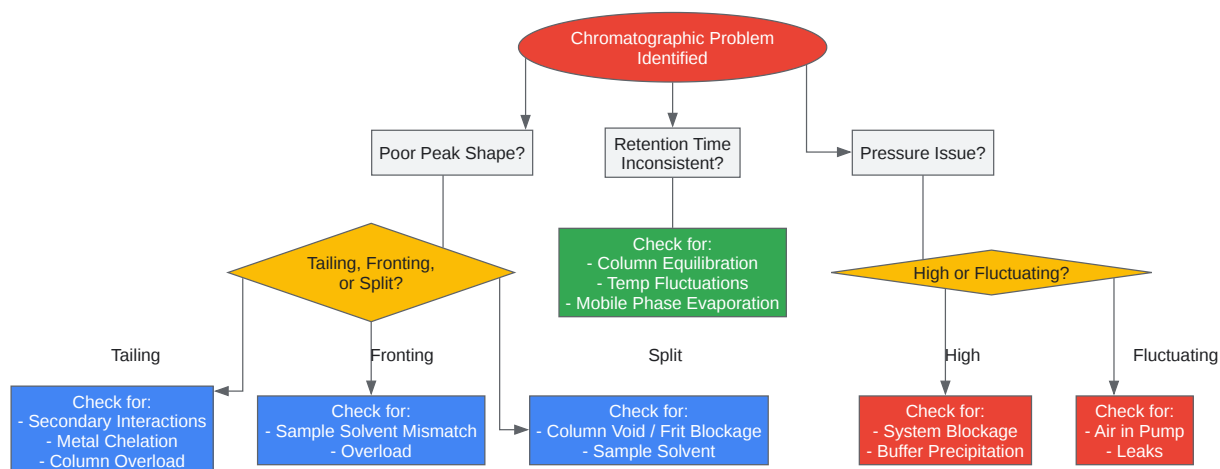 Chromatographic Problem
Identified
Poor Peak Shape?
Retention Time
Inconsistent?
Pressure Issue?
Tailing, Fronting,
or Split?
Check for:
- Column Equilibration
- Temp Fluctuations
- Mobile Phase Evaporation
High or Fluctuating?
Tailing
Fronting
Split
High
Fluctuating
Check for:
- Secondary Interactions
- Metal Chelation
- Column Overload
Check for:
- Sample Solvent Mismatch
- Overload
Check for:
- Column Void / Frit Blockage
- Sample Solvent
Check for:
- System Blockage
- Buffer Precipitation
Check for:
- Air in Pump
- Leaks